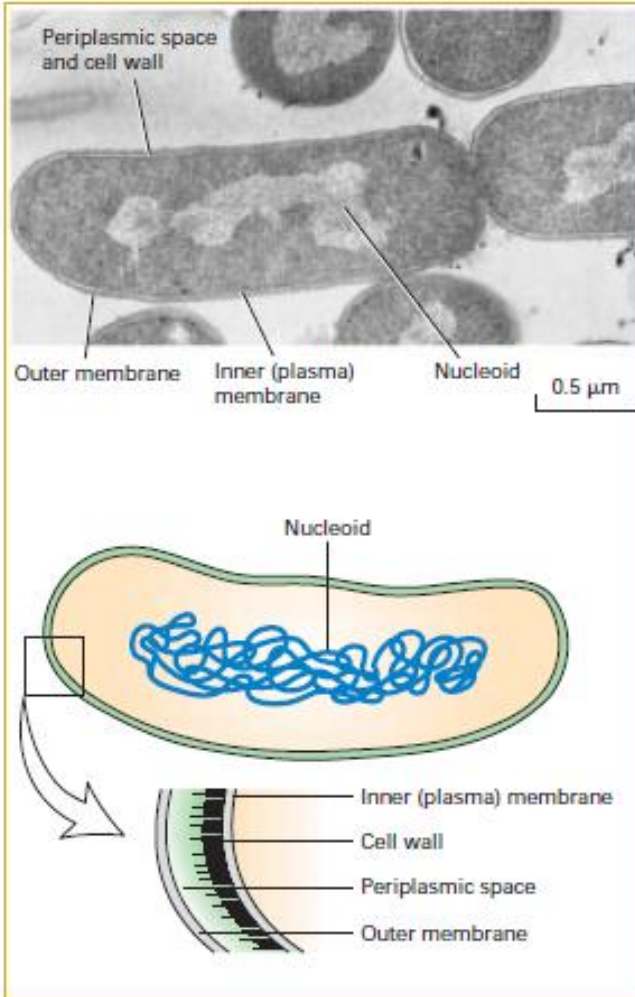 Periplasmic space
and cell wall
Outer membrane
Inner (plasma)
membrane
Nucleoid
0.5 μm
Nucleoid
Inner (plasma) membrane
Cell wall
Periplasmic space
Outer membrane